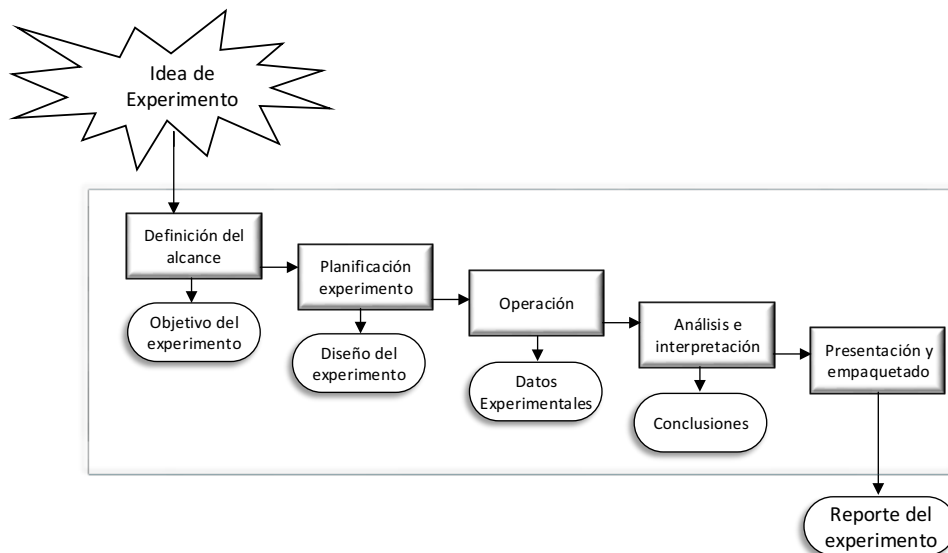 Idea de
Experimento
Definición del
alcance
Objetivo del
experimento
Planificación
experimento
Diseño del
experimento
Operación
Datos
Experimentales
Análisis e
interpretación
Conclusiones
Presentación y
empaquetado
Reporte del
experimento